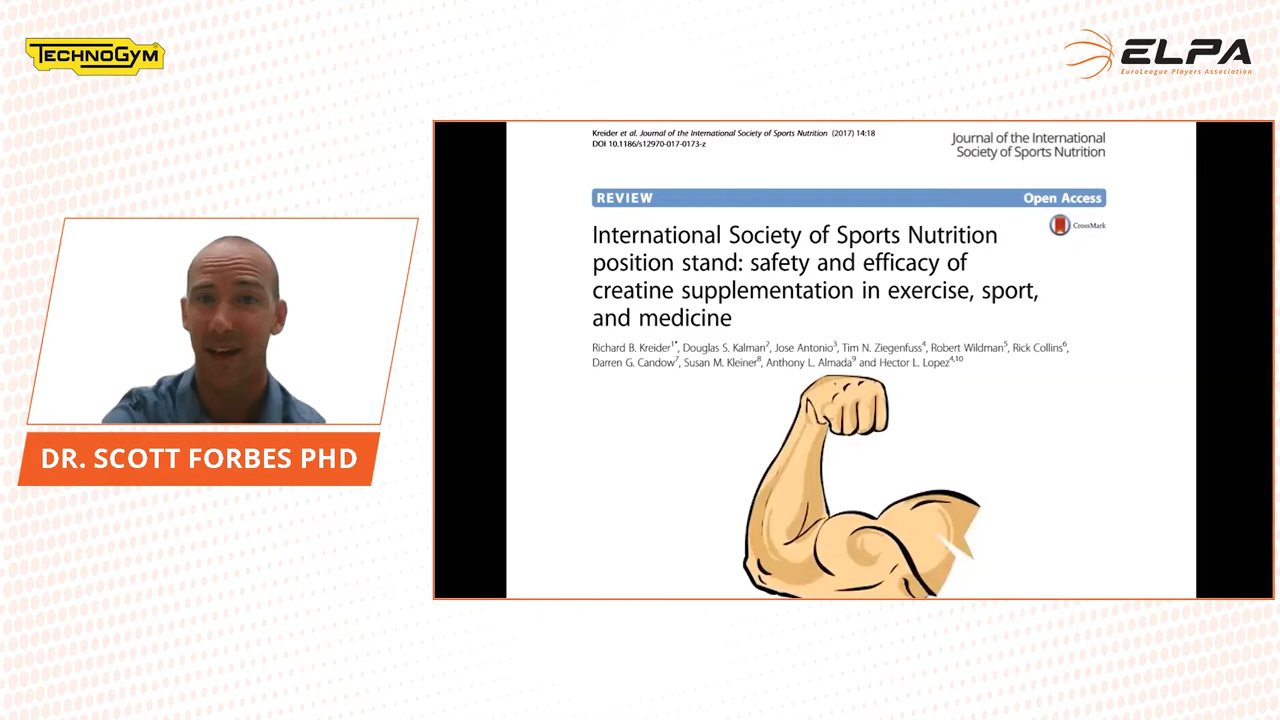 TECHNOGYM
ELPA
EuroLeague Players Association
Kreider et al. Journal of the International Society of Sports Nutrition (2017) 14:18
DOI 10.1186/s12970-017-0173-z
Journal of the International
Society of Sports Nutrition
REVIEW
Open Access
CrossMark
International Society of Sports Nutrition
position stand: safety and efficacy of
creatine supplementation in exercise, sport,
and medicine
Richard B. Kreider1*, Douglas S. Kalman2, Jose Antonio3, Tim N. Ziegenfuss4, Robert Wildman5, Rick Collins6,
Darren G. Candow7, Susan M. Kleiner8, Anthony L. Almada9 and Hector L. Lopez4,10
DR. SCOTT FORBES PHD